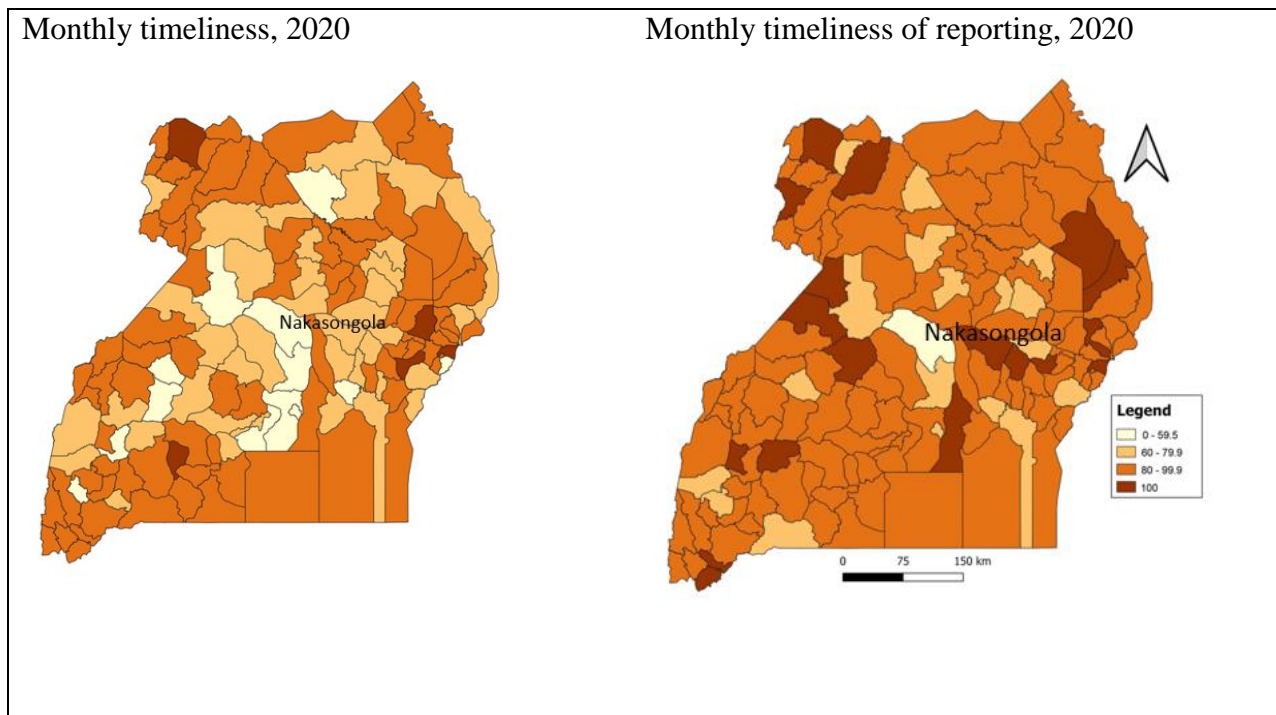 Monthly timeliness, 2020
Monthly timeliness of reporting, 2020
Nakasongola
Nakasongola
Legend
0 - 59.5
60 - 79.9
80 - 99.9
100
0 75 150 km